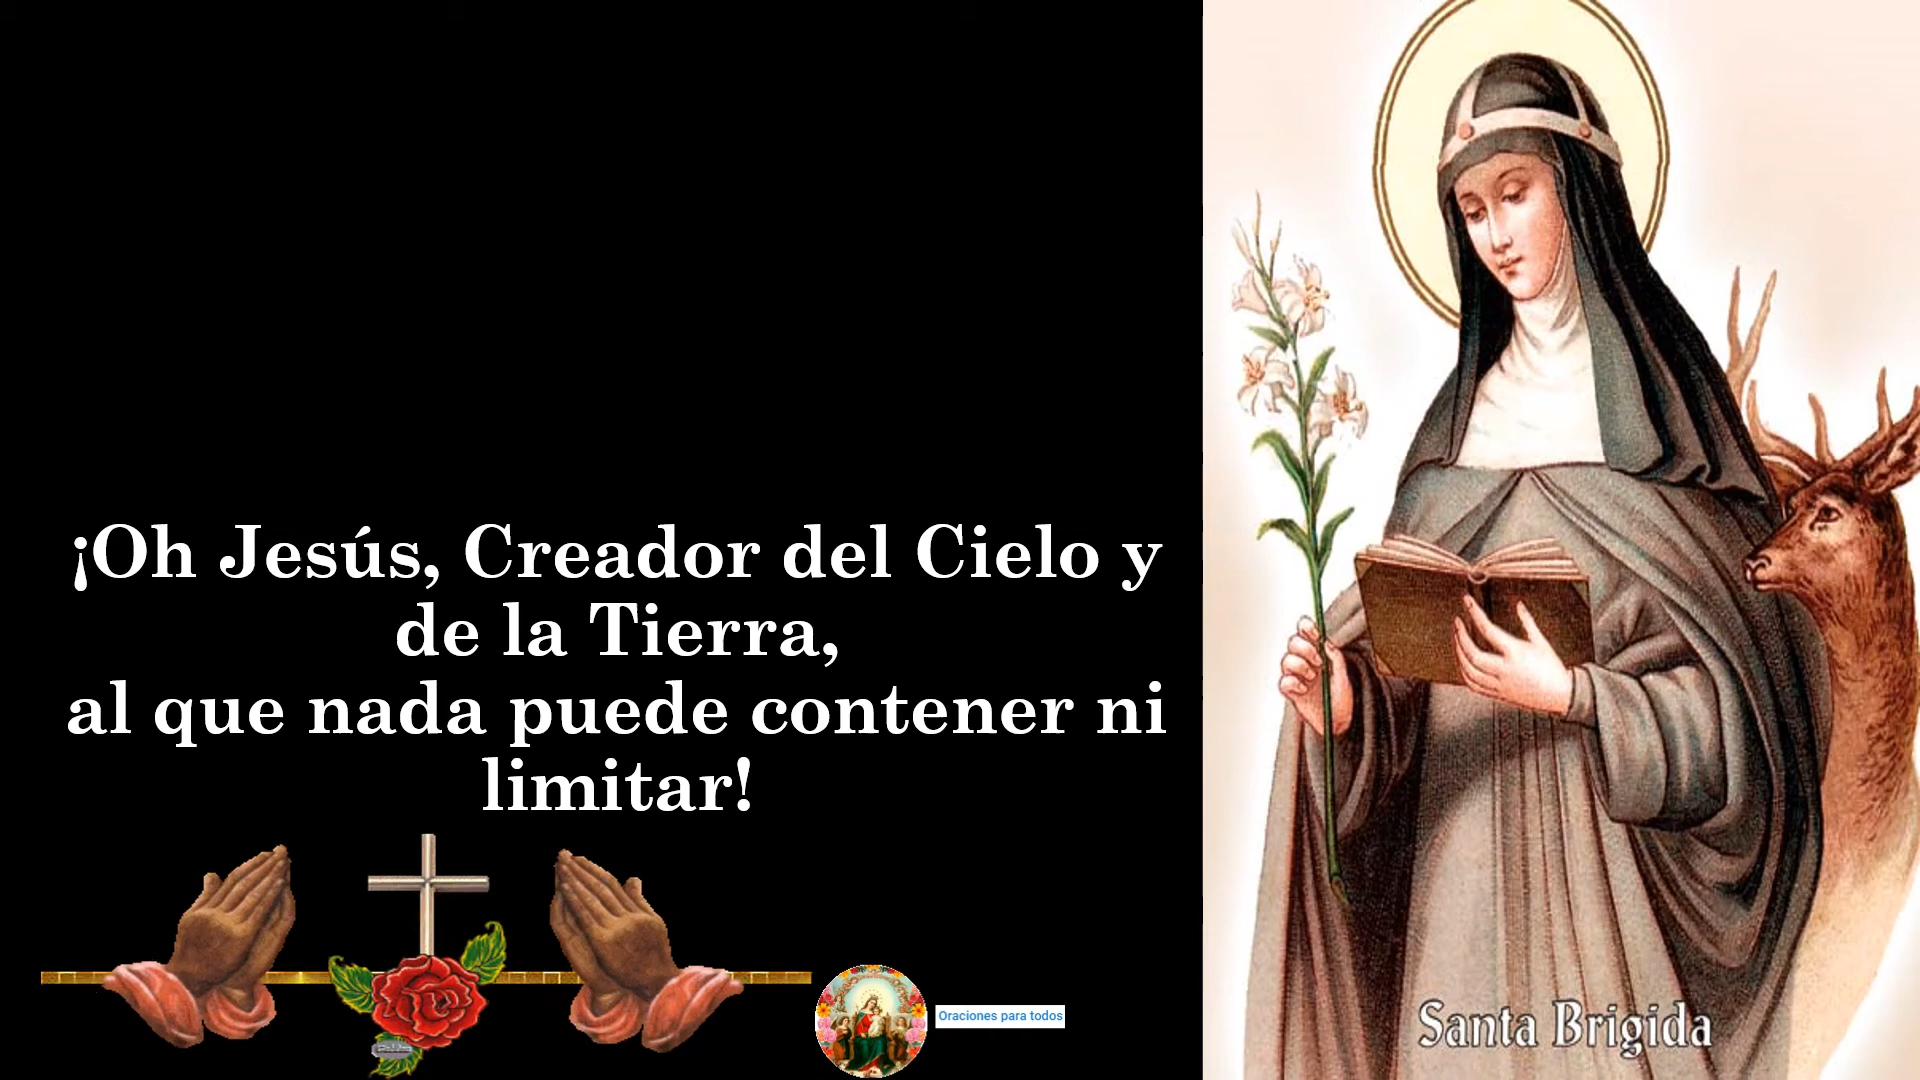 ¡Oh Jesús, Creador del Cielo y
de la Tierra,
al que nada puede contener ni
limitar!
Oraciones para todos
Santa Brigida